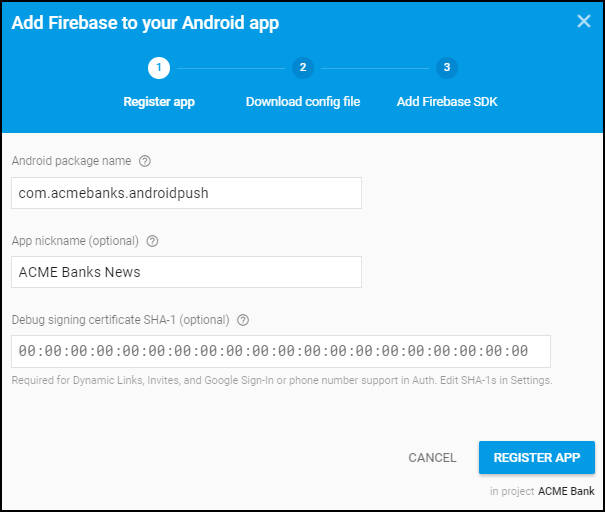 Add Firebase to your Android app
1 2 3
Register app Download config file Add Firebase SDK
Android package name ?
com.acmebanks.androidpush
App nickname (optional) ?
ACME Banks News
Debug signing certificate SHA-1 (optional) ?
00:00:00:00:00:00:00:00:00:00:00:00:00:00:00:00:00:00:00:00
Required for Dynamic Links, Invites, and Google Sign-In or phone number support in Auth. Edit SHA-1s in Settings.
CANCEL REGISTER APP
in project ACME Bank